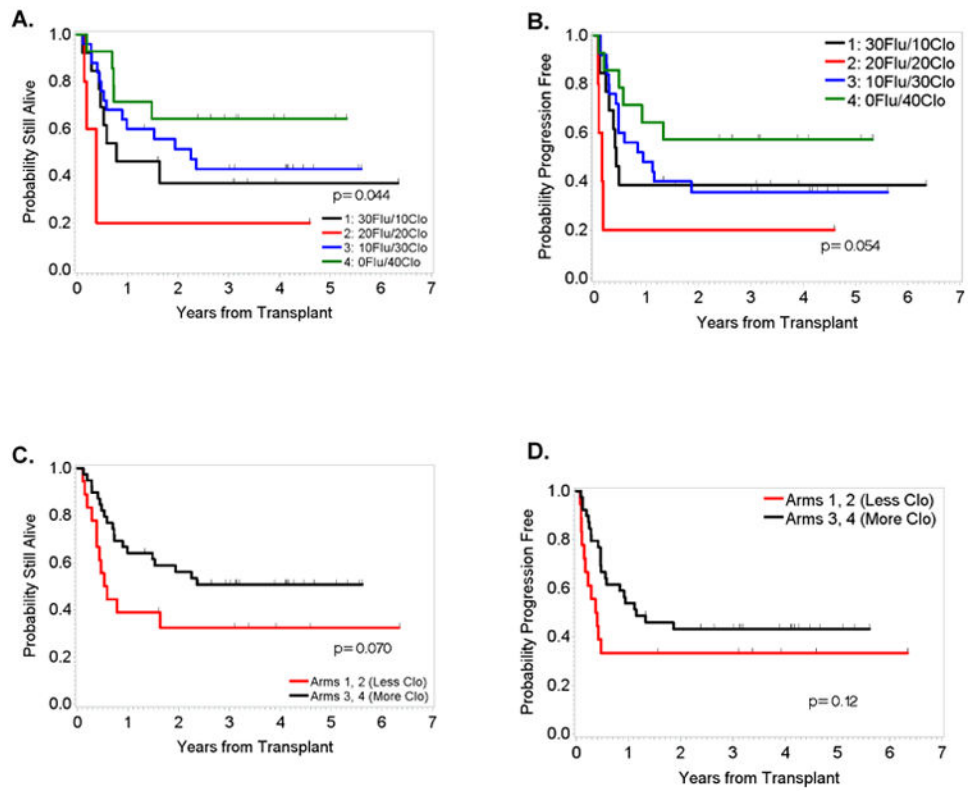 A.
Probability Still Alive
1.0
0.8
0.6
0.4
0.2
0.0
p=0.044
1: 30Flu/10Clo
2: 20Flu/20Clo
3: 10Flu/30Clo
4: 0Flu/40Clo
0 1 2 3 4 5 6 7
Years from Transplant
B.
Probability Progression Free
1.0
0.8
0.6
0.4
0.2
0.0
1: 30Flu/10Clo
2: 20Flu/20Clo
3: 10Flu/30Clo
4: 0Flu/40Clo
p=0.054
0 1 2 3 4 5 6 7
Years from Transplant
C.
Probability Still Alive
1.0
0.8
0.6
0.4
0.2
0.0
p=0.070
Arms 1, 2 (Less Clo)
Arms 3, 4 (More Clo)
0 1 2 3 4 5 6 7
Years from Transplant
D.
Probability Progression Free
1.0
0.8
0.6
0.4
0.2
0.0
Arms 1, 2 (Less Clo)
Arms 3, 4 (More Clo)
p=0.12
0 1 2 3 4 5 6 7
Years from Transplant